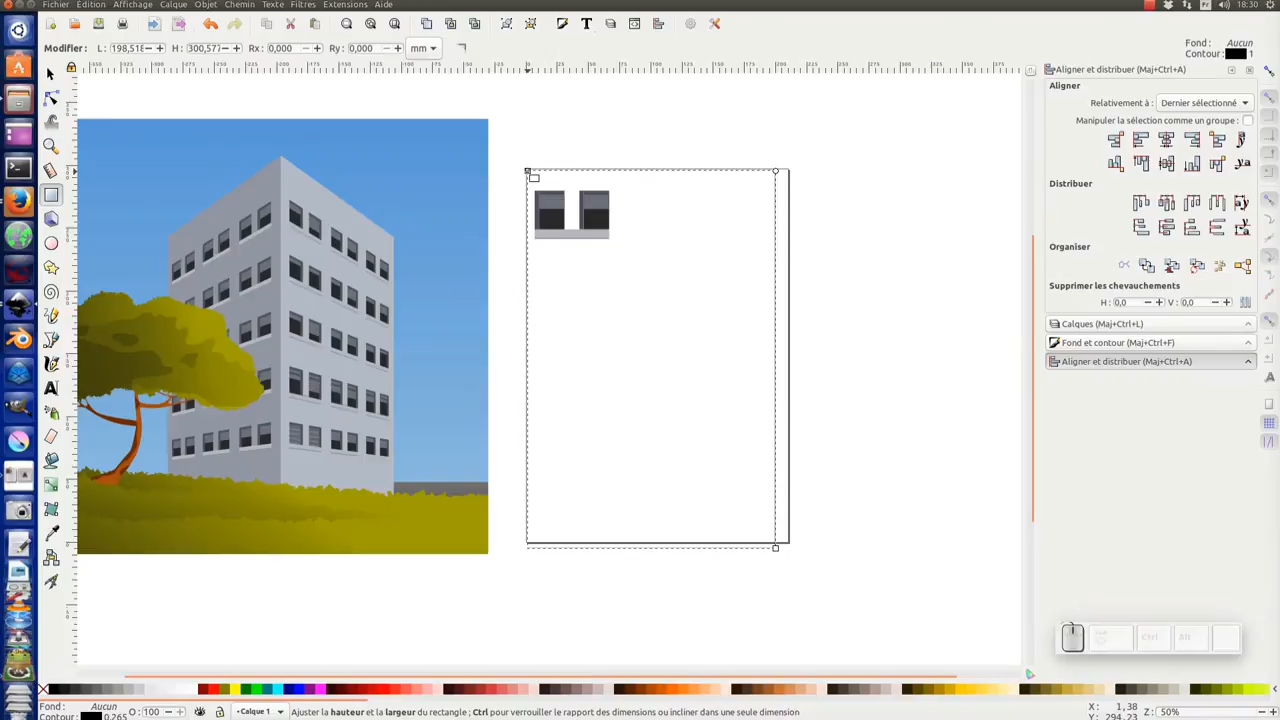 Fichier Édition Affichage Calque Objet Chemin Texte Filtres Extensions Aide
Fr
18:30
Modifier : L : 198,518 H : 300,577 Rx : 0,000 Ry : 0,000 mm
Fond : Aucun
Contour : 1
Aligner et distribuer (Maj+Ctrl+A)
Aligner
Relativement à : Dernier sélectionné
Manipuler la sélection comme un groupe :
Distribuer
Organiser
Supprimer les chevauchements
H : 0,0 V : 0,0
Calques (Maj+Ctrl+L)
Fond et contour (Maj+Ctrl+F)
Aligner et distribuer (Maj+Ctrl+A)
Ctrl Alt
Fond : Aucun
Contour : 0,265
O : 100
Calque 1
Ajuster la hauteur et la largeur du rectangle ; Ctrl pour verrouiller le rapport des dimensions ou incliner dans une seule dimension
X : 1,38
Y : 294,23
Z : 50%